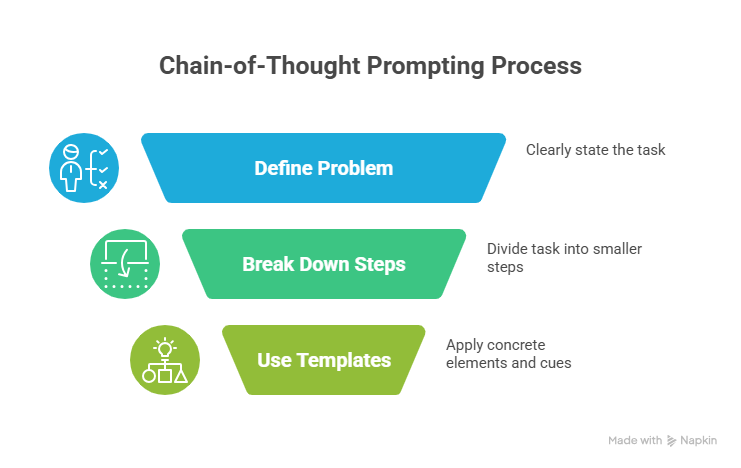 Chain-of-Thought Prompting Process
Define Problem
Clearly state the task
Break Down Steps
Divide task into smaller
steps
Use Templates
Apply concrete
elements and cues
Made with Napkin